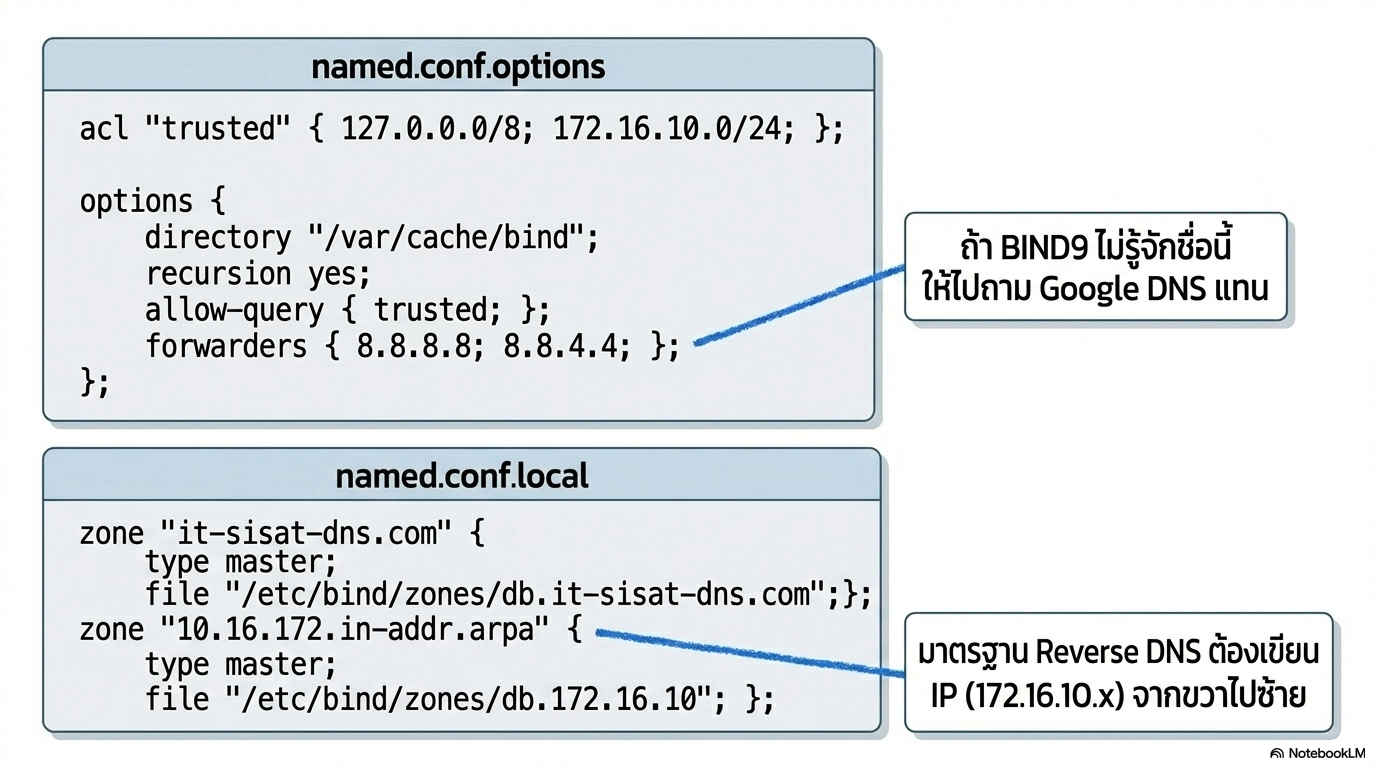 named.conf.options
acl "trusted" { 127.0.0.0/8; 172.16.10.0/24; };
options {
directory "/var/cache/bind";
recursion yes;
allow-query { trusted; };
forwarders { 8.8.8.8; 8.8.4.4; };
};
ถ้า BIND9 ไม่รู้จักชื่อนี้
ให้ไปถาม Google DNS แทน
named.conf.local
zone "it-sisat-dns.com" {
type master;
file "/etc/bind/zones/db.it-sisat-dns.com";};
zone "10.16.172.in-addr.arpa" {
type master;
file "/etc/bind/zones/db.172.16.10"; };
มาตรฐาน Reverse DNS ต้องเขียน
IP (172.16.10.x) จากขวาไปซ้าย
NotebookLM